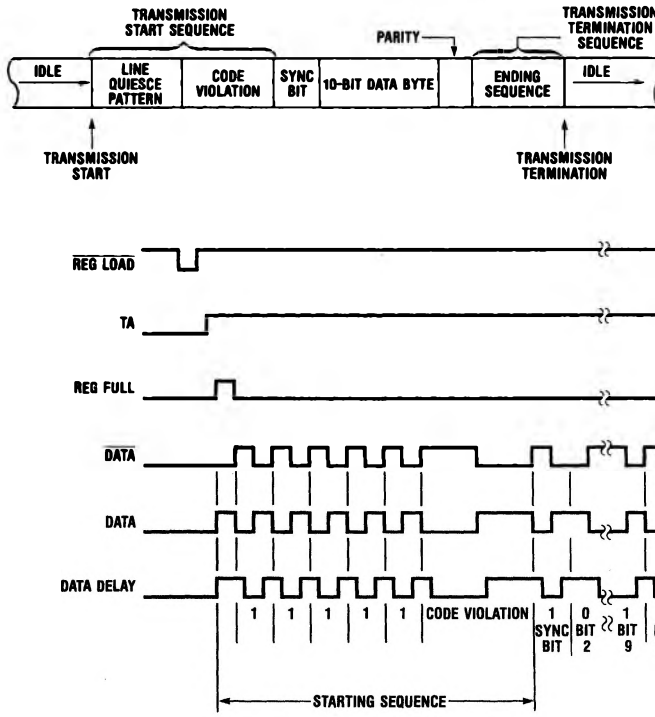 TRANSMISSION
START SEQUENCE
PARITY
TRANSMISSION
TERMINATION
SEQUENCE
IDLE
LINE
QUIESCE
PATTERN
CODE
VIOLATION
SYNC
BIT
10-BIT DATA BYTE
ENDING
SEQUENCE
IDLE
TRANSMISSION
START
TRANSMISSION
TERMINATION
REG LOAD
TA
REG FULL
DATA
DATA
DATA DELAY
1 1 1 1 1 CODE VIOLATION 1 0 1
SYNC BIT BIT
BIT 2 9
STARTING SEQUENCE